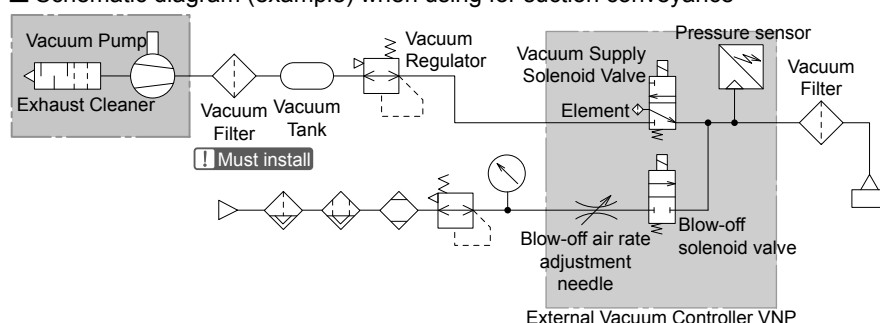 Schematic diagram (example) when using for suction conveyance
Vacuum Pump
Exhaust Cleaner
Vacuum
Filter
! Must install
Vacuum
Tank
Vacuum
Regulator
Vacuum Supply
Solenoid Valve
Element
Pressure sensor
Vacuum
Filter
Blow-off air rate
adjustment
needle
Blow-off
solenoid valve
External Vacuum Controller VNP